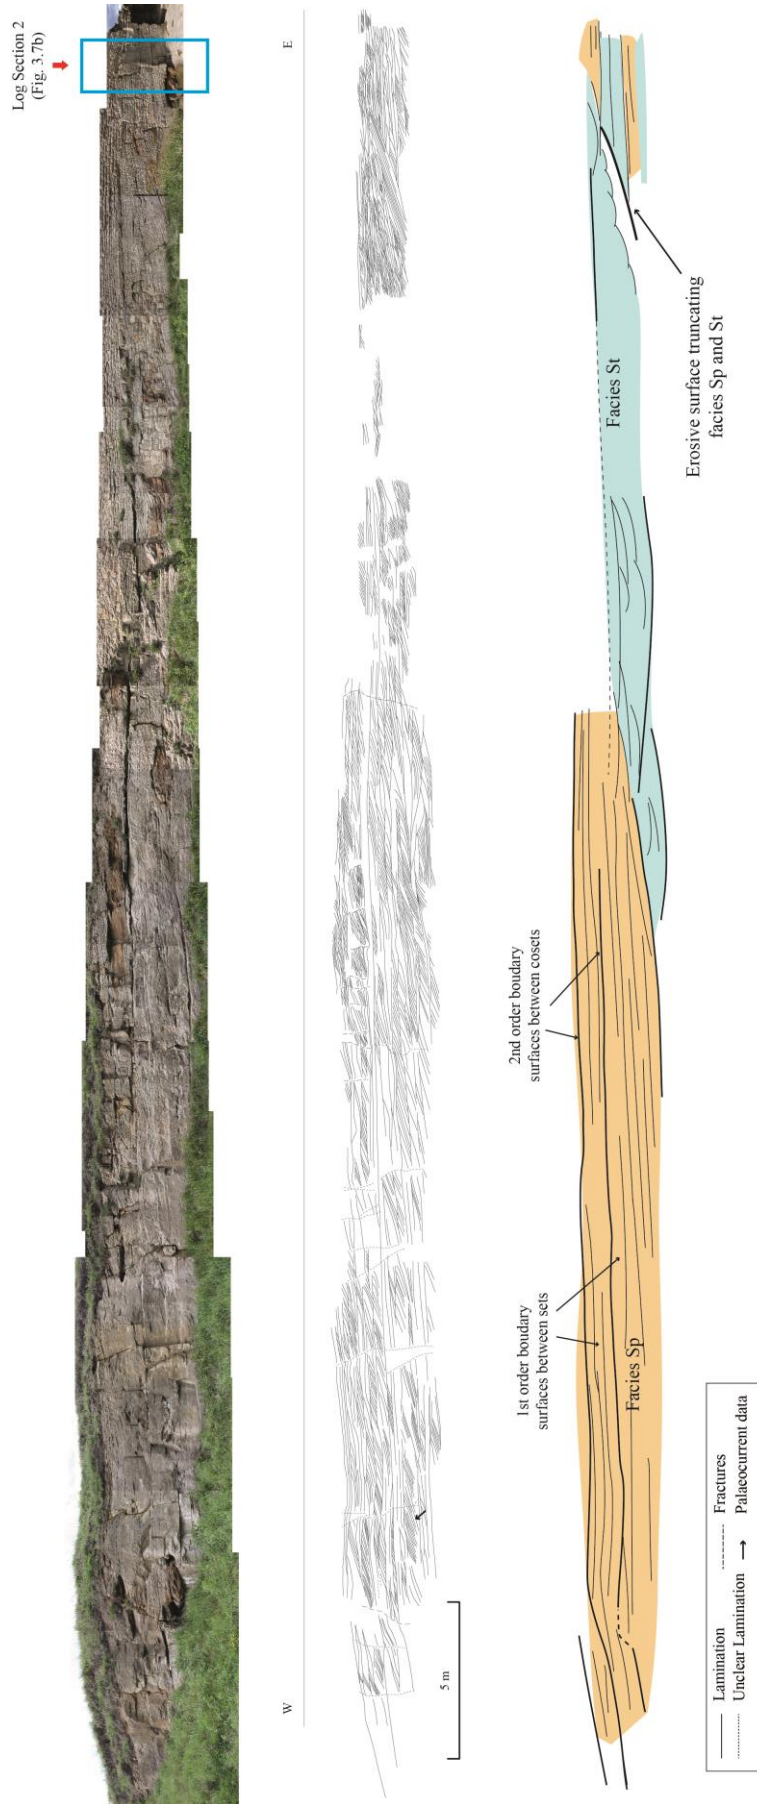 Log Section 2
(Fig. 3.7b)
W
E
5 m
1st order boundary
surfaces between sets
2nd order boudary
surfaces between cosets
Facies Sp
Facies St
Erosive surface truncating
facies Sp and St
Lamination
Fractures
Unclear Lamination
Palaeocurrent data